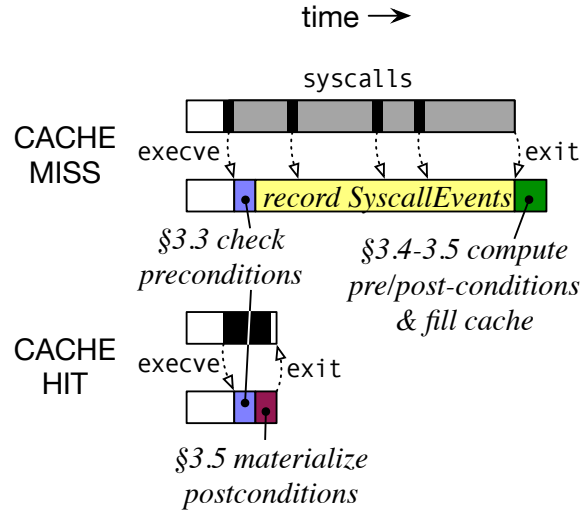 time →
syscalls
CACHE
MISS
execve
exit
record SyscallEvents
§3.3 check
preconditions
§3.4-3.5 compute
pre/post-conditions
& fill cache
CACHE
HIT
execve
exit
§3.5 materialize
postconditions